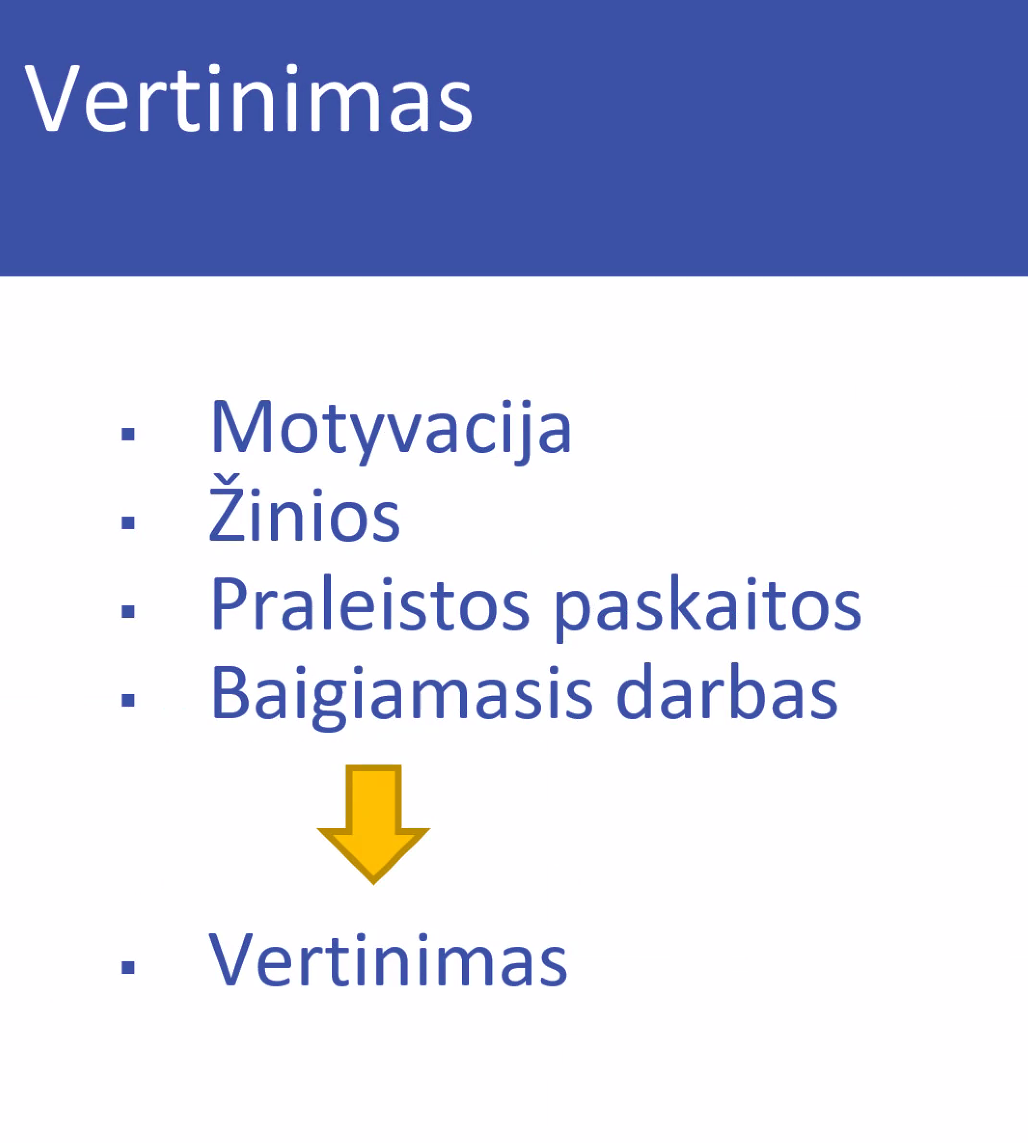 Vertinimas
▪ Motyvacija
▪ Žinios
▪ Praleistos paskaitos
▪ Baigiamasis darbas
▪ Vertinimas